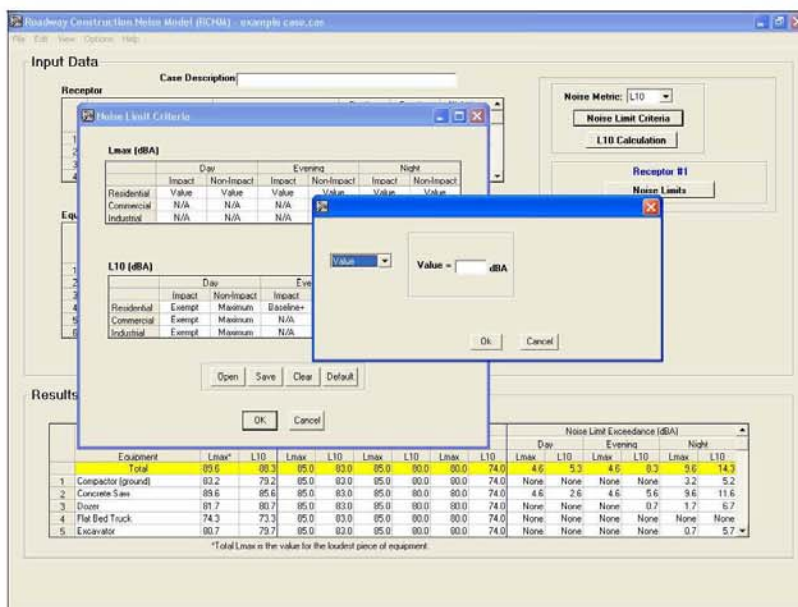 Roadway Construction Noise Model (RCNM) - example case.cas
File Edit View Options Help
Input Data
Case Description:
Receptor
Noise Metric: L10
Noise Limit Criteria
L10 Calculation
Receptor #1
Noise Limits
Noise Limit Criteria
Lmax (dBA)
Day Evening Night
Impact Non-Impact Impact Non-Impact Impact Non-Impact
Residential Value Value Value Value Value Value
Commercial N/A N/A N/A
Industrial N/A N/A N/A
Value
Value = dBA
Ok Cancel
L10 (dBA)
Day Eve
Impact Non-Impact Impact
Residential Exempt Maximum Baseline+
Commercial Exempt Maximum N/A
Industrial Exempt Maximum N/A
Open Save Clear Default
OK Cancel
Results
Noise Limit Exceedance (dBA)
Day Evening Night
Equipment Lmax* L10 Lmax L10 Lmax L10 Lmax L10 Lmax L10 Lmax L10 Lmax L10
Total 89.6 88.3 85.0 83.0 85.0 80.0 80.0 74.0 4.6 5.3 4.6 8.3 9.6 14.3
1 Compactor (ground) 83.2 79.2 85.0 83.0 85.0 80.0 80.0 74.0 None None None None 3.2 5.2
2 Concrete Saw 89.6 85.6 85.0 83.0 85.0 80.0 80.0 74.0 4.6 2.6 4.6 5.6 9.6 11.6
3 Dozer 81.7 80.7 85.0 83.0 85.0 80.0 80.0 74.0 None None None 0.7 1.7 6.7
4 Flat Bed Truck 74.3 73.3 85.0 83.0 85.0 80.0 80.0 74.0 None None None None None None
5 Excavator 80.7 79.7 85.0 83.0 85.0 80.0 80.0 74.0 None None None None 0.7 5.7
*Total Lmax is the value for the loudest piece of equipment.